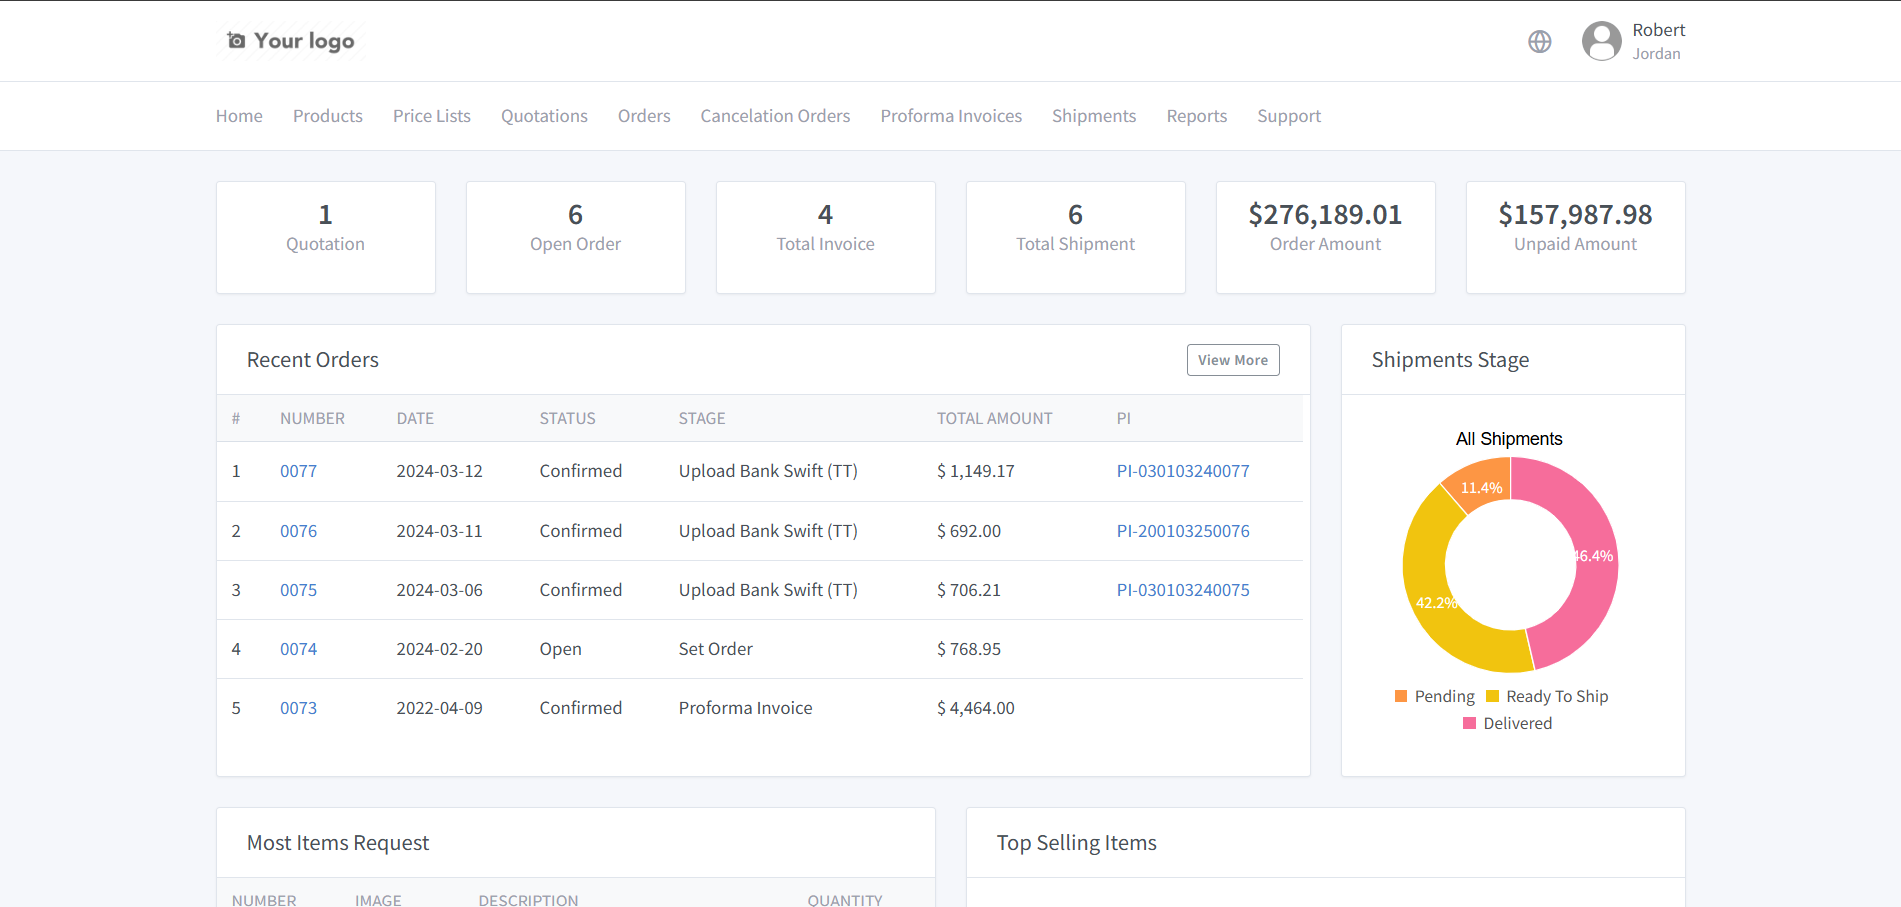 Your logo
Robert
Jordan
Home Products Price Lists Quotations Orders Cancelation Orders Proforma Invoices Shipments Reports Support
1
Quotation
6
Open Order
4
Total Invoice
6
Total Shipment
$276,189.01
Order Amount
$157,987.98
Unpaid Amount
Recent Orders
View More
# NUMBER DATE STATUS STAGE TOTAL AMOUNT PI
1 0077 2024-03-12 Confirmed Upload Bank Swift (TT) $ 1,149.17 PI-030103240077
2 0076 2024-03-11 Confirmed Upload Bank Swift (TT) $ 692.00 PI-200103250076
3 0075 2024-03-06 Confirmed Upload Bank Swift (TT) $ 706.21 PI-030103240075
4 0074 2024-02-20 Open Set Order $ 768.95
5 0073 2022-04-09 Confirmed Proforma Invoice $ 4,464.00
Shipments Stage
All Shipments
11.4%
46.4%
42.2%
Pending Ready To Ship
Delivered
Most Items Request
NUMBER IMAGE DESCRIPTION QUANTITY
Top Selling Items